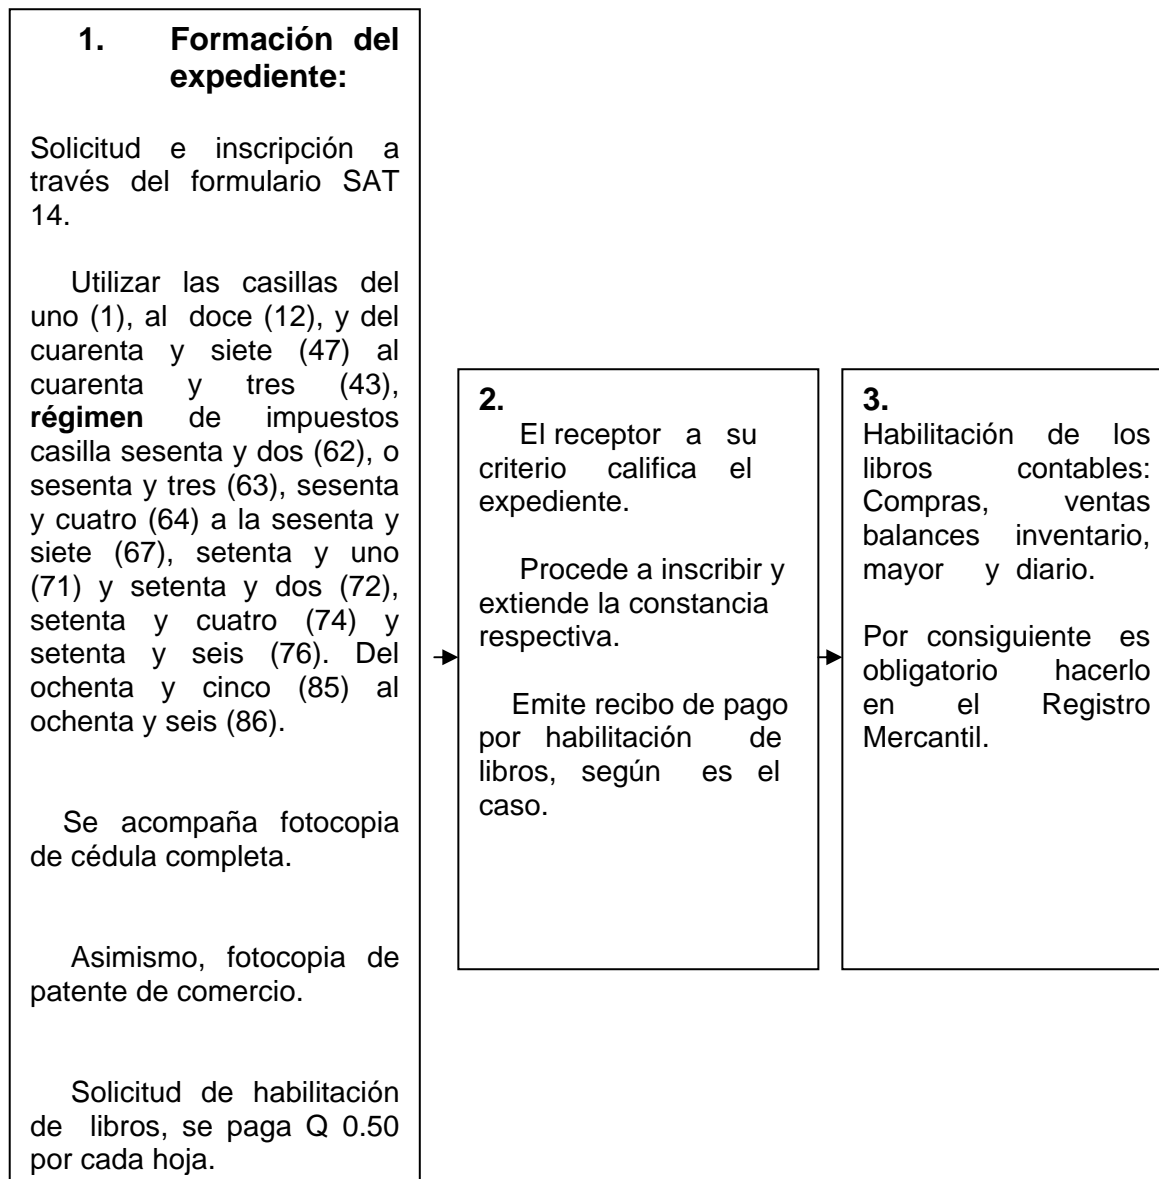 1. Formación del
expediente:
Solicitud e inscripción a
través del formulario SAT
14.
Utilizar las casillas del
uno (1), al doce (12), y del
cuarenta y siete (47) al
cuarenta y tres (43),
régimen de impuestos
casilla sesenta y dos (62), o
sesenta y tres (63), sesenta
y cuatro (64) a la sesenta y
siete (67), setenta y uno
(71) y setenta y dos (72),
setenta y cuatro (74) y
setenta y seis (76). Del
ochenta y cinco (85) al
ochenta y seis (86).
Se acompaña fotocopia
de cédula completa.
Asimismo, fotocopia de
patente de comercio.
Solicitud de habilitación
de libros, se paga Q 0.50
por cada hoja.
2.
El receptor a su
criterio califica el
expediente.
Procede a inscribir y
extiende la constancia
respectiva.
Emite recibo de pago
por habilitación de
libros, según es el
caso.
3.
Habilitación de los
libros contables:
Compras, ventas
balances inventario,
mayor y diario.
Por consiguiente es
obligatorio hacerlo
en el Registro
Mercantil.